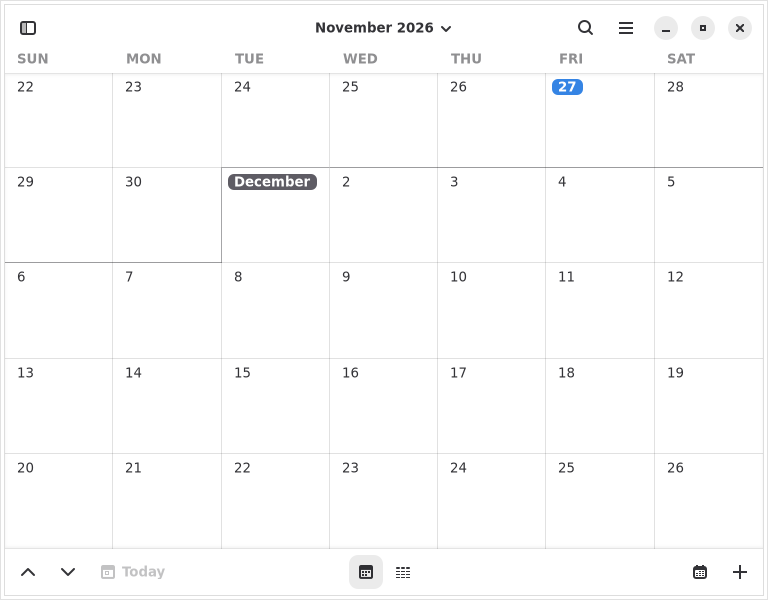 November 2026
SUN MON TUE WED THU FRI SAT
22 23 24 25 26 27 28
29 30 December 2 3 4 5
6 7 8 9 10 11 12
13 14 15 16 17 18 19
20 21 22 23 24 25 26
Today